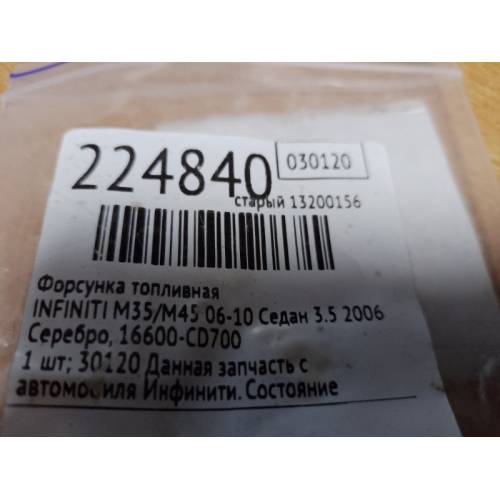 224840 030120
старый 13200156
Форсунка топливная
INFINITI M35/M45 06-10 Седан 3.5 2006
Серебро, 16600-CD700
1 шт; 30120 Данная запчасть с
автомобиля Инфинити. Состояние